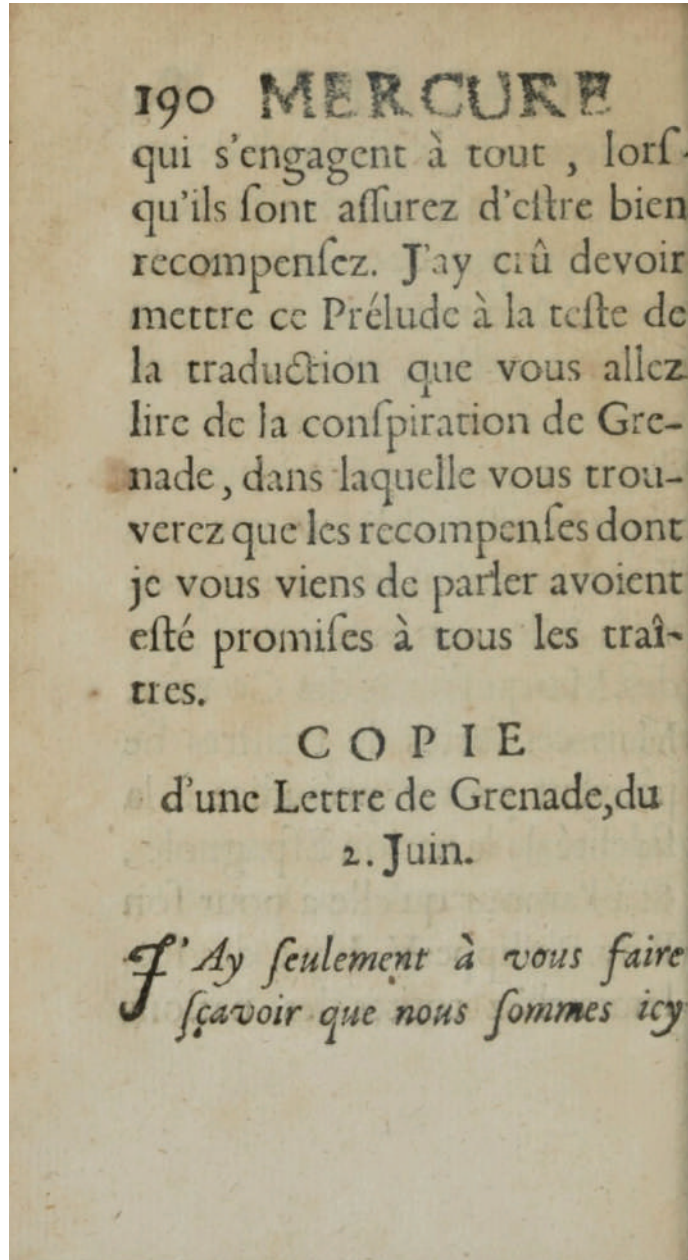 190 MERCURE
qui s'engagent à tout , lorſ-
qu'ils ſont aſſurez d'eſtre bien
recompenſez. J'ay crû devoir
mettre ce Prélude à la teſte de
la traduction que vous allez
lire de la conſpiration de Gre-
nade, dans laquelle vous trou-
verez que les recompenſes dont
je vous viens de parler avoient
eſté promiſes à tous les traî-
tres.
COPIE
d'une Lettre de Grenade,du
2. Juin.
J'Ay ſeulement à vous faire
ſçavoir que nous ſommes icy